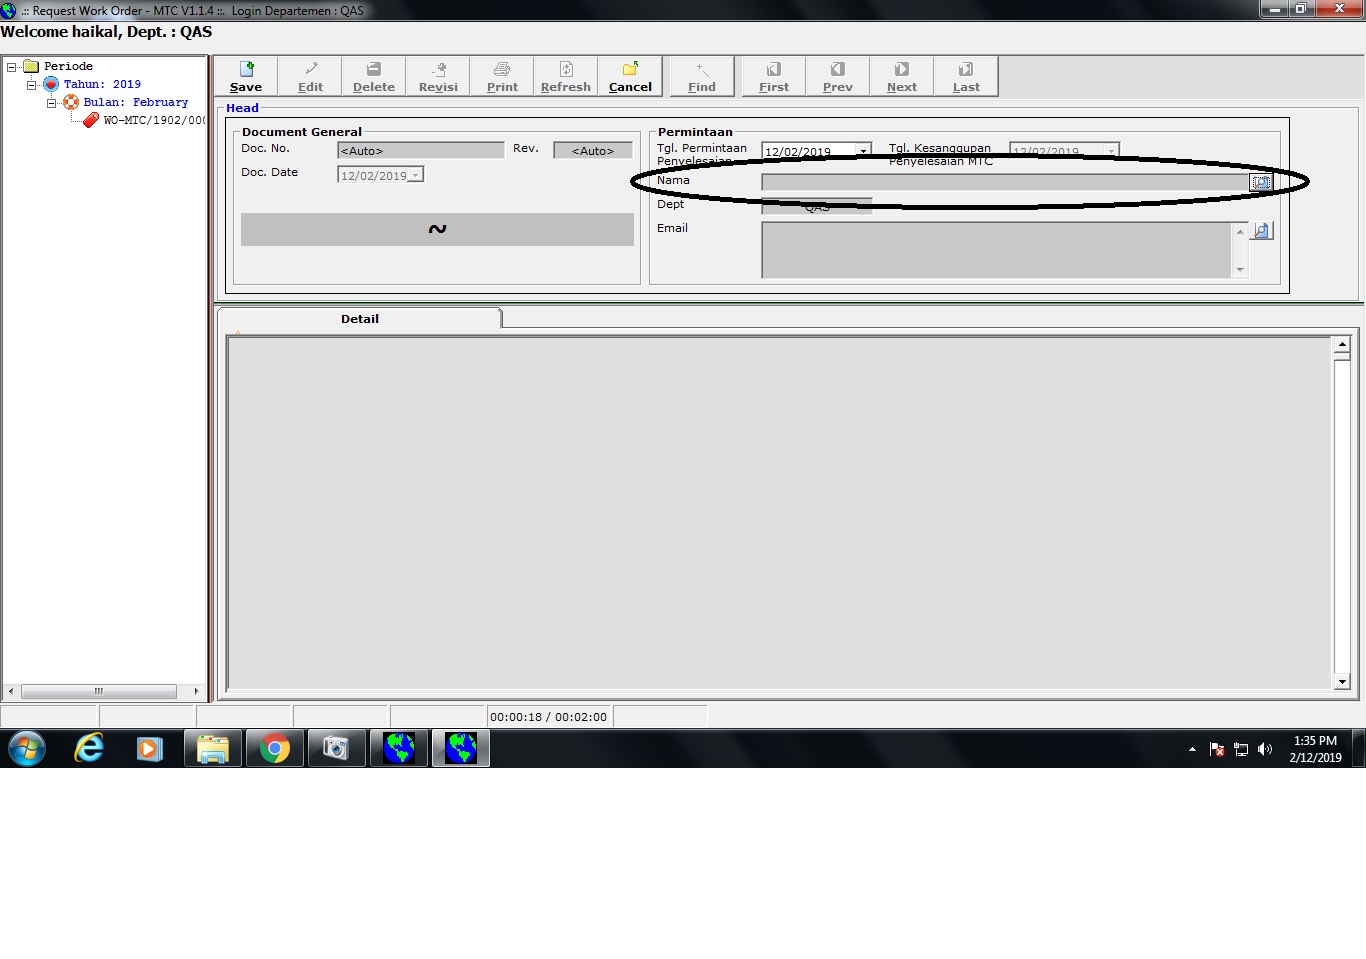 .:: Request Work Order - MTC V1.1.4 ::. Login Departemen : QAS
Welcome haikal, Dept. : QAS
Periode
Tahun: 2019
Bulan: February
WO-MTC/1902/00
Save Edit Delete Revisi Print Refresh Cancel Find First Prev Next Last
Head
Document General
Doc. No. <Auto> Rev. <Auto>
Doc. Date 12/02/2019
~
Permintaan
Tgl. Permintaan Penyelesaian 12/02/2019 Tgl. Kesanggupan Penyelesaian MTC 12/02/2019
Nama
Dept QAS
Email
Detail
00:00:18 / 00:02:00
1:35 PM
2/12/2019